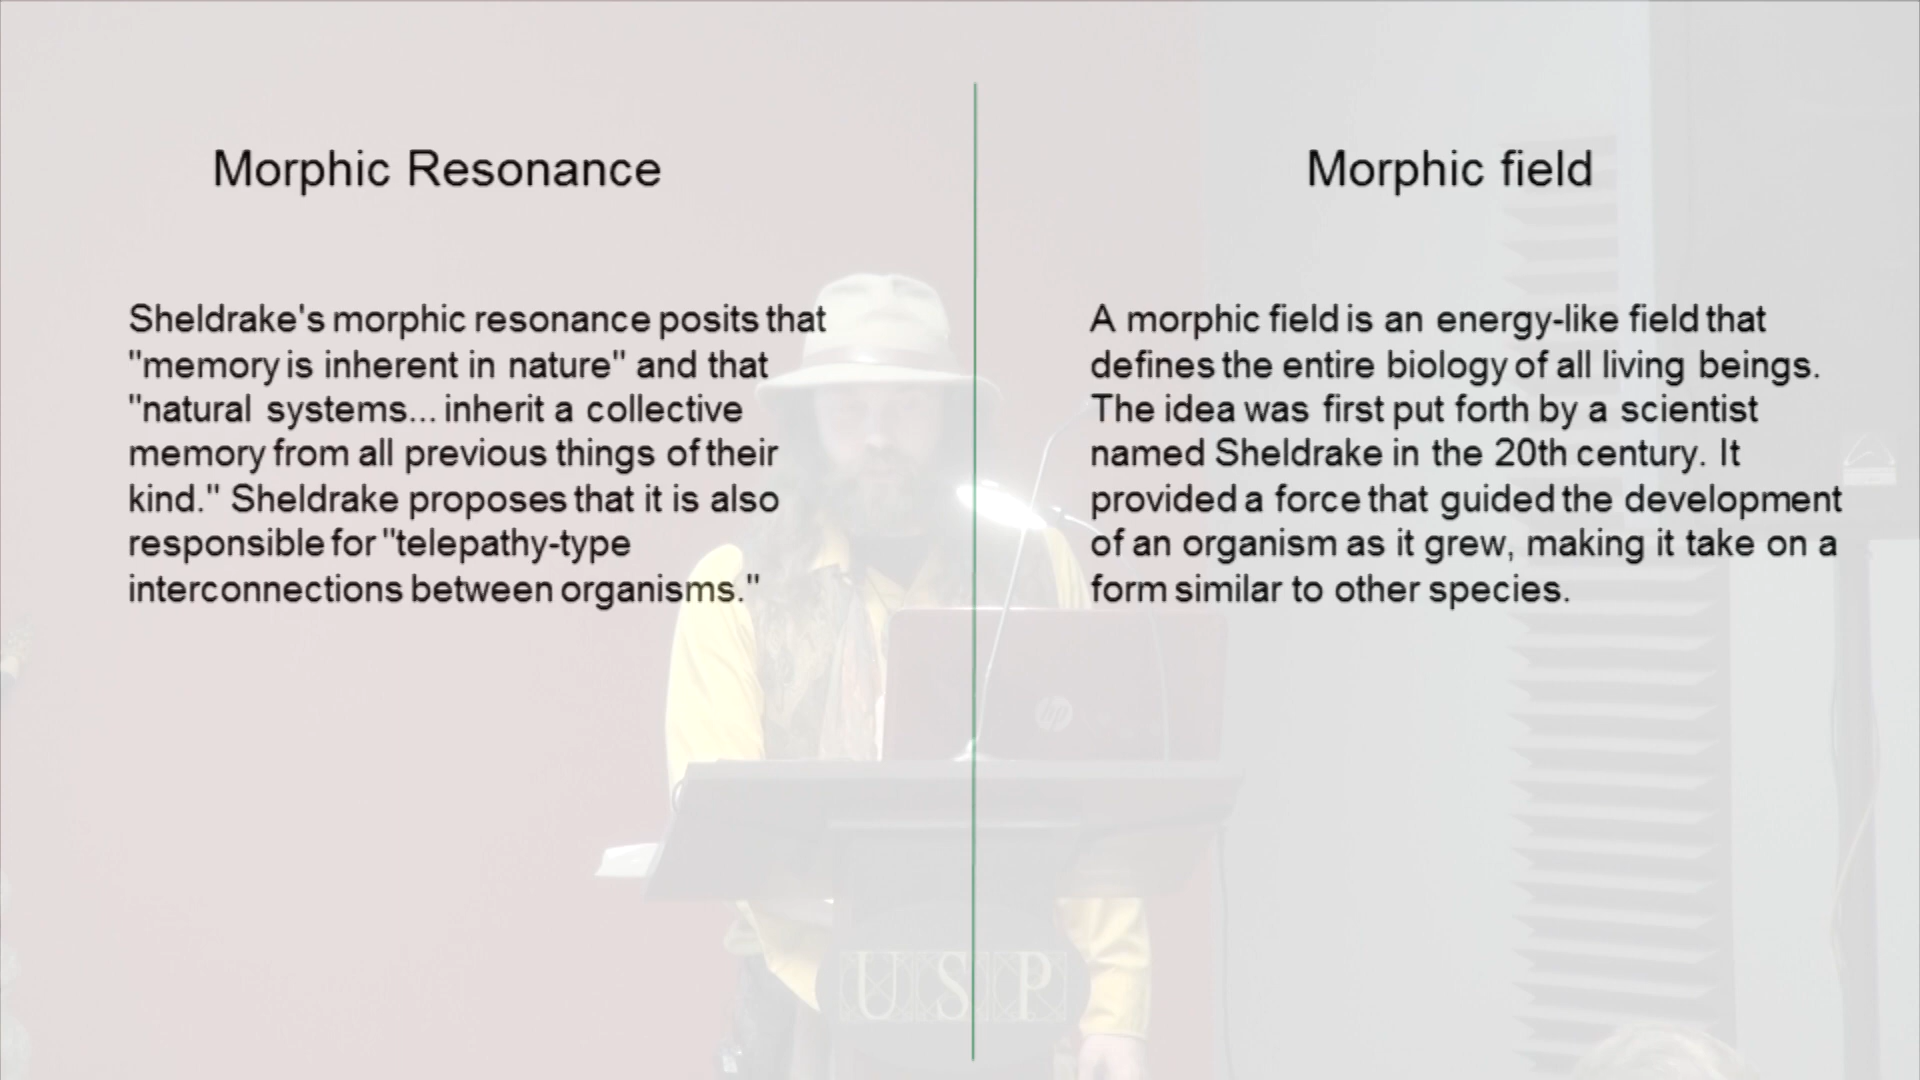 Morphic Resonance
Sheldrake's morphic resonance posits that
"memory is inherent in nature" and that
"natural systems... inherit a collective
memory from all previous things of their
kind." Sheldrake proposes that it is also
responsible for "telepathy-type
interconnections between organisms."
Morphic field
A morphic field is an energy-like field that
defines the entire biology of all living beings.
The idea was first put forth by a scientist
named Sheldrake in the 20th century. It
provided a force that guided the development
of an organism as it grew, making it take on a
form similar to other species.
hp
USP